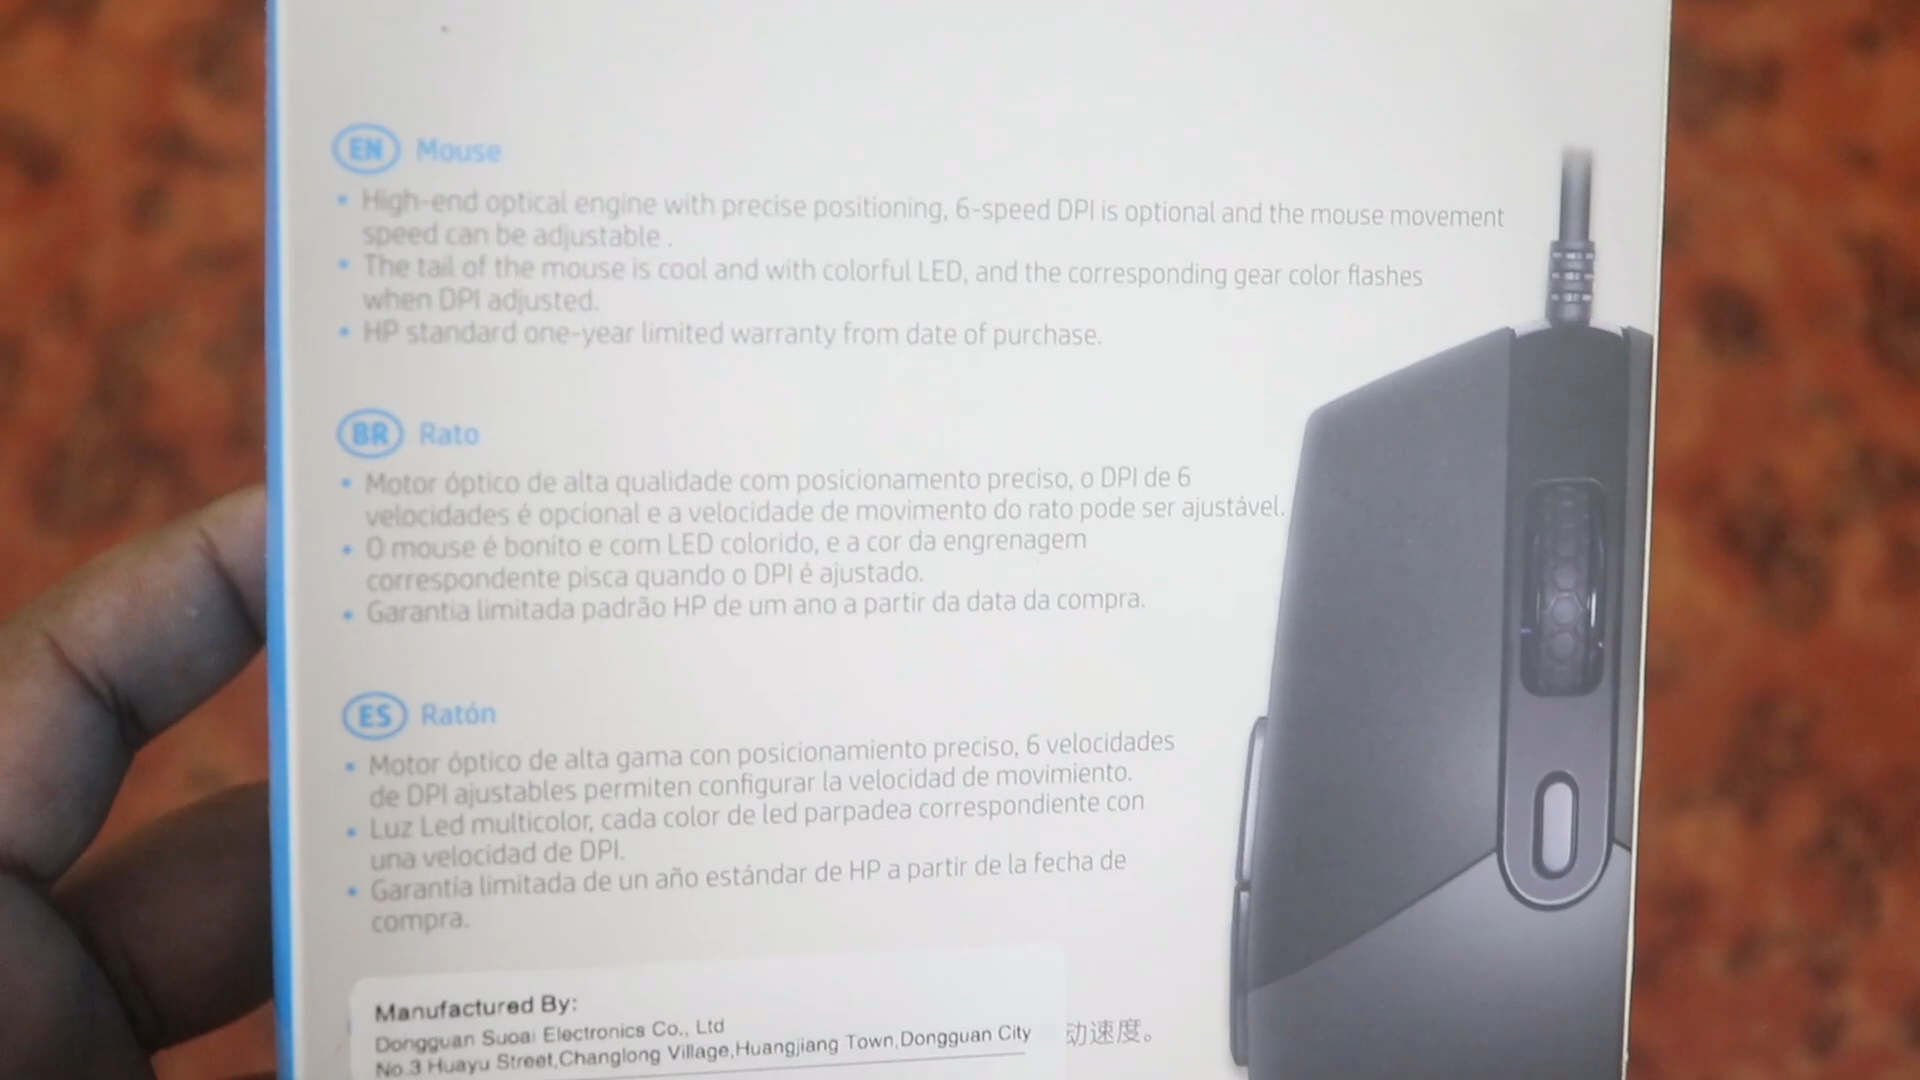 EN Mouse
• High-end optical engine with precise positioning, 6-speed DPI is optional and the mouse movement
speed can be adjustable .
• The tail of the mouse is cool and with colorful LED, and the corresponding gear color flashes
when DPI adjusted.
• HP standard one-year limited warranty from date of purchase.
BR Rato
• Motor óptico de alta qualidade com posicionamento preciso, o DPI de 6
velocidades é opcional e a velocidade de movimento do rato pode ser ajustável.
• O mouse é bonito e com LED colorido, e a cor da engrenagem
correspondente pisca quando o DPI é ajustado.
• Garantia limitada padrão HP de um ano a partir da data da compra.
ES Ratón
• Motor óptico de alta gama con posicionamiento preciso, 6 velocidades
de DPI ajustables permiten configurar la velocidad de movimiento.
• Luz Led multicolor, cada color de led parpadea correspondiente con
una velocidad de DPI.
• Garantía limitada de un año estándar de HP a partir de la fecha de
compra.
Manufactured By:
Dongguan Suoai Electronics Co., Ltd
No.3 Huayu Street,Changlong Village,Huangjiang Town,Dongguan City
动速度。